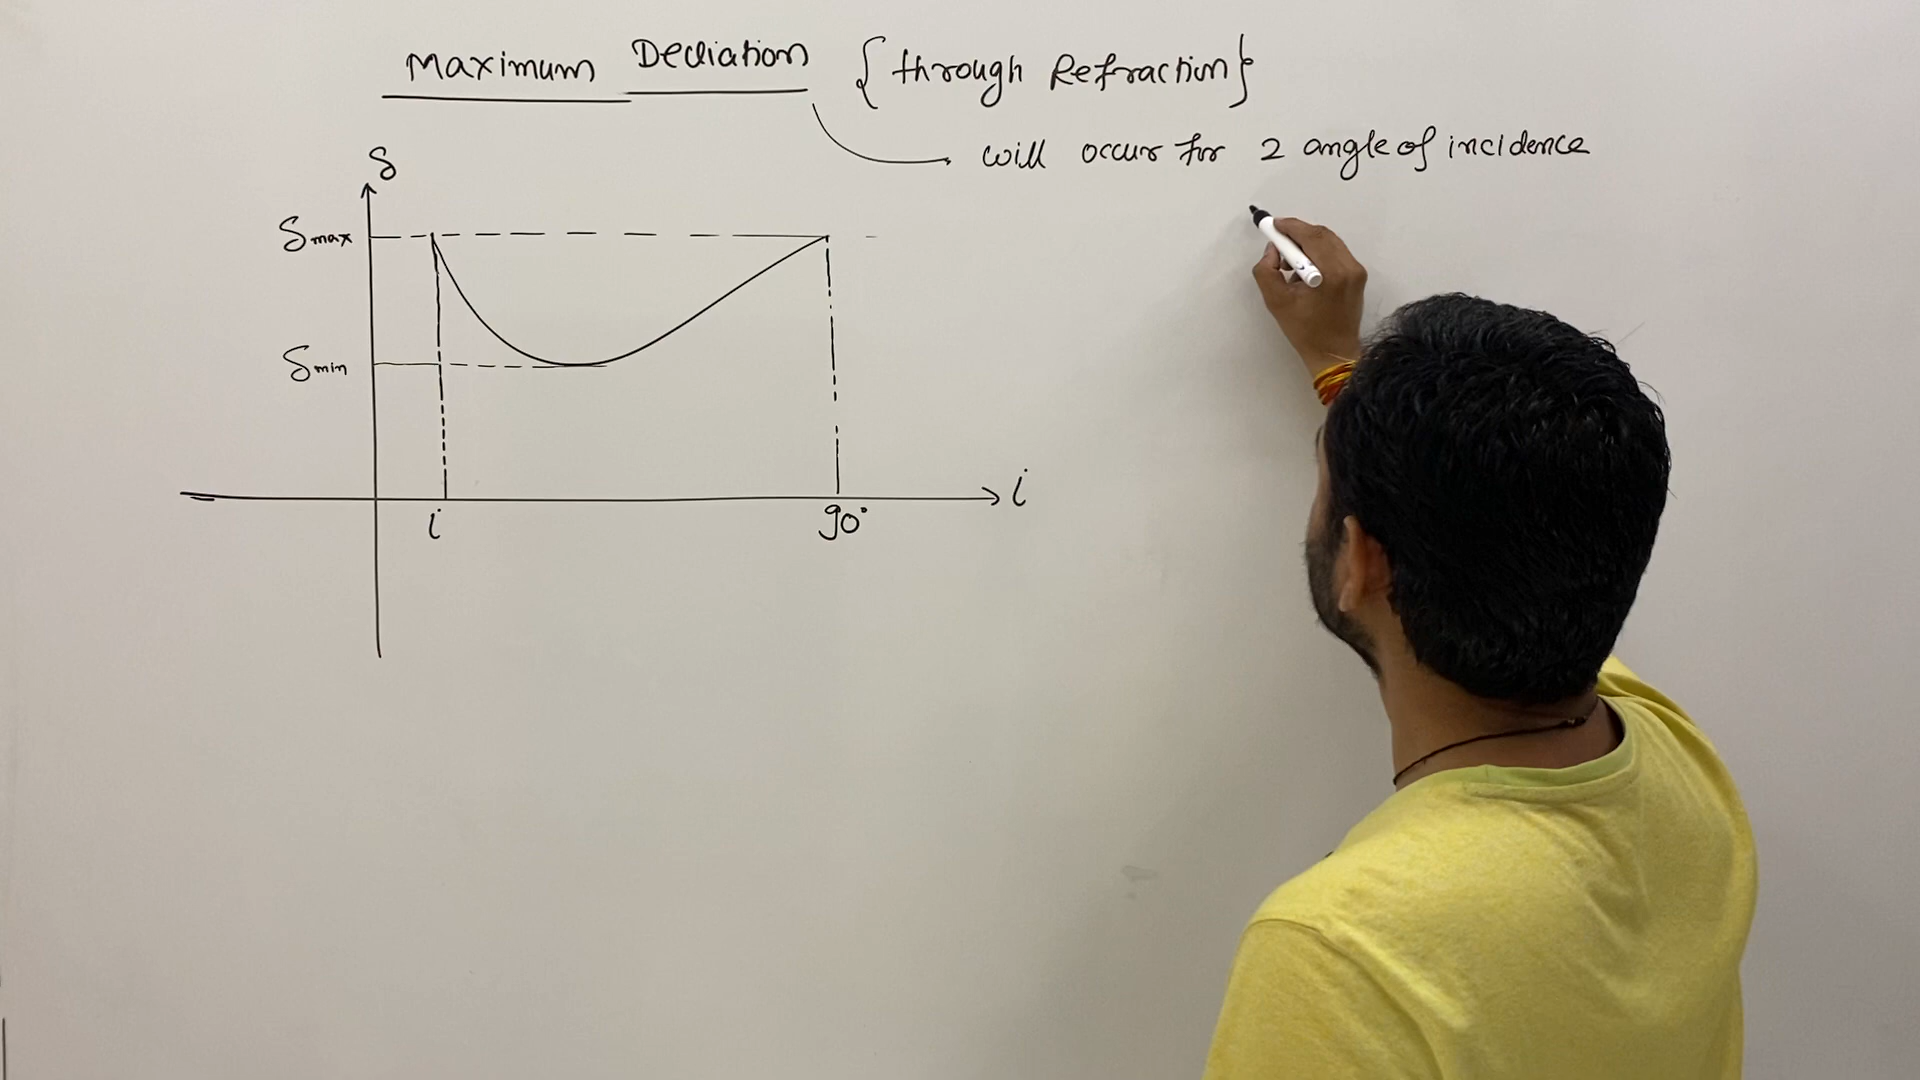 Maximum Deviation {through Refraction}
will occur for 2 angle of incidence
δ
δmax
δmin
i
i
90°